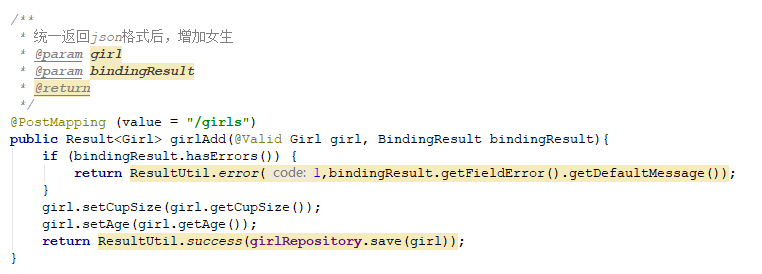 /**
 * 统一返回json格式后，增加女生
 * @param girl
 * @param bindingResult
 * @return
 */
@PostMapping (value = "/girls")
public Result<Girl> girlAdd(@Valid Girl girl, BindingResult bindingResult){
    if (bindingResult.hasErrors()) {
        return ResultUtil.error( code: 1,bindingResult.getFieldError().getDefaultMessage());
    }
    girl.setCupSize(girl.getCupSize());
    girl.setAge(girl.getAge());
    return ResultUtil.success(girlRepository.save(girl));
}